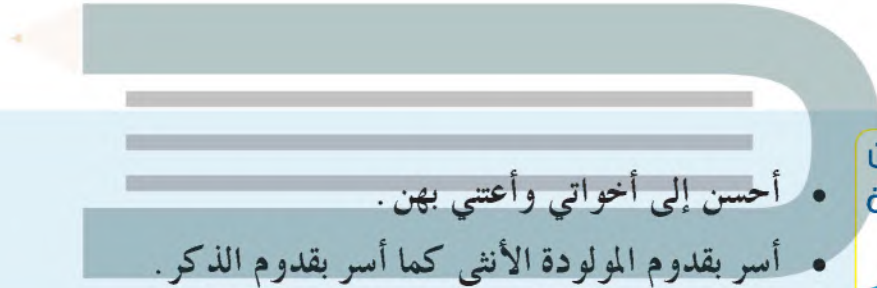 • أحسن إلى أخواتي وأعتني بهن.
• أسر بقدوم المولودة الأنثى كما أسر بقدوم الذكر.